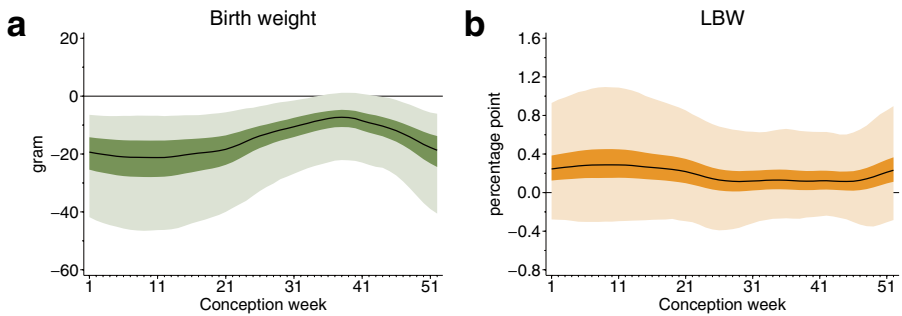 a
Birth weight
20
0
−20
−40
−60
gram
1 11 21 31 41 51
Conception week
b
LBW
1.6
1.2
0.8
0.4
0.0
−0.4
−0.8
percentage point
1 11 21 31 41 51
Conception week